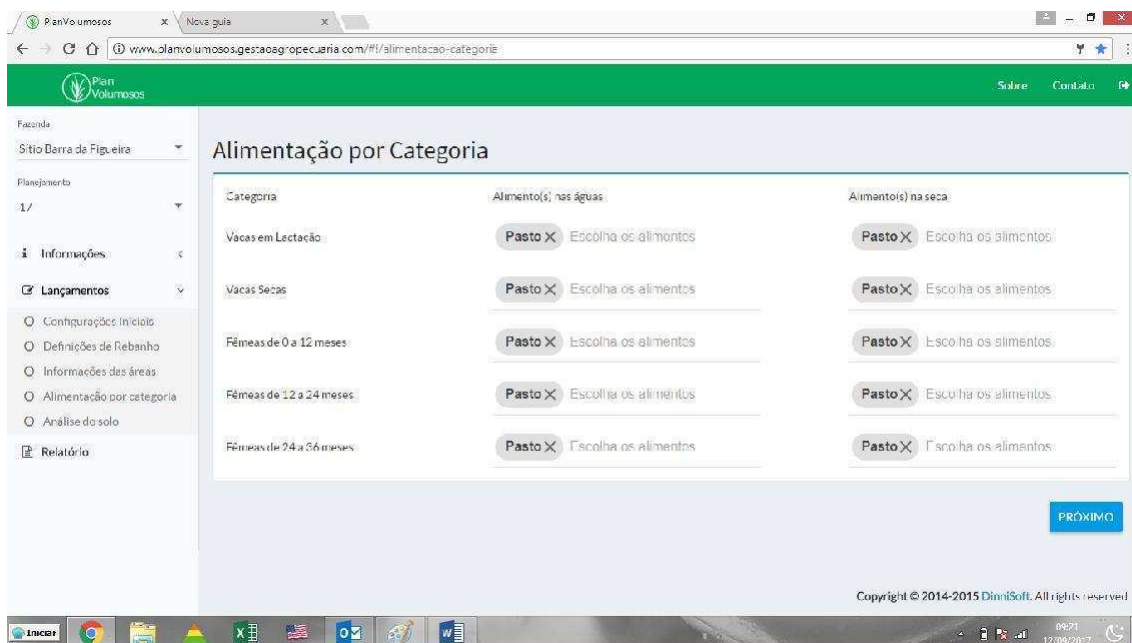 PlanVolumosos
Nova guia
www.planvolumosos.gestaoagropecuaria.com/#!/alimentacao-categoria
Plan
Volumosos
Sobre Contato
Fazenda
Sítio Barra da Figueira
Planejamento
17
Informações
Lançamentos
Configurações Iniciais
Definições de Rebanho
Informações das áreas
Alimentação por categoria
Análise do solo
Relatório
Alimentação por Categoria
Categoria Alimento(s) nas águas Alimento(s) na seca
Vacas em Lactação Pasto Escolha os alimentos Pasto Escolha os alimentos
Vacas Secas Pasto Escolha os alimentos Pasto Escolha os alimentos
Fêmeas de 0 a 12 meses Pasto Escolha os alimentos Pasto Escolha os alimentos
Fêmeas de 12 a 24 meses Pasto Escolha os alimentos Pasto Escolha os alimentos
Fêmeas de 24 a 36 meses Pasto Escolha os alimentos Pasto Escolha os alimentos
PRÓXIMO
Copyright © 2014-2015 DinniSoft. All rights reserved
Iniciar
09:21
12/09/2017